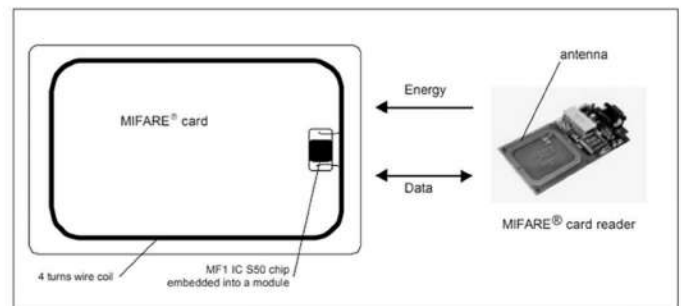 antenna
Energy
MIFARE® card
Data
MIFARE® card reader
4 turns wire coil
MF1 IC S50 chip
embedded into a module